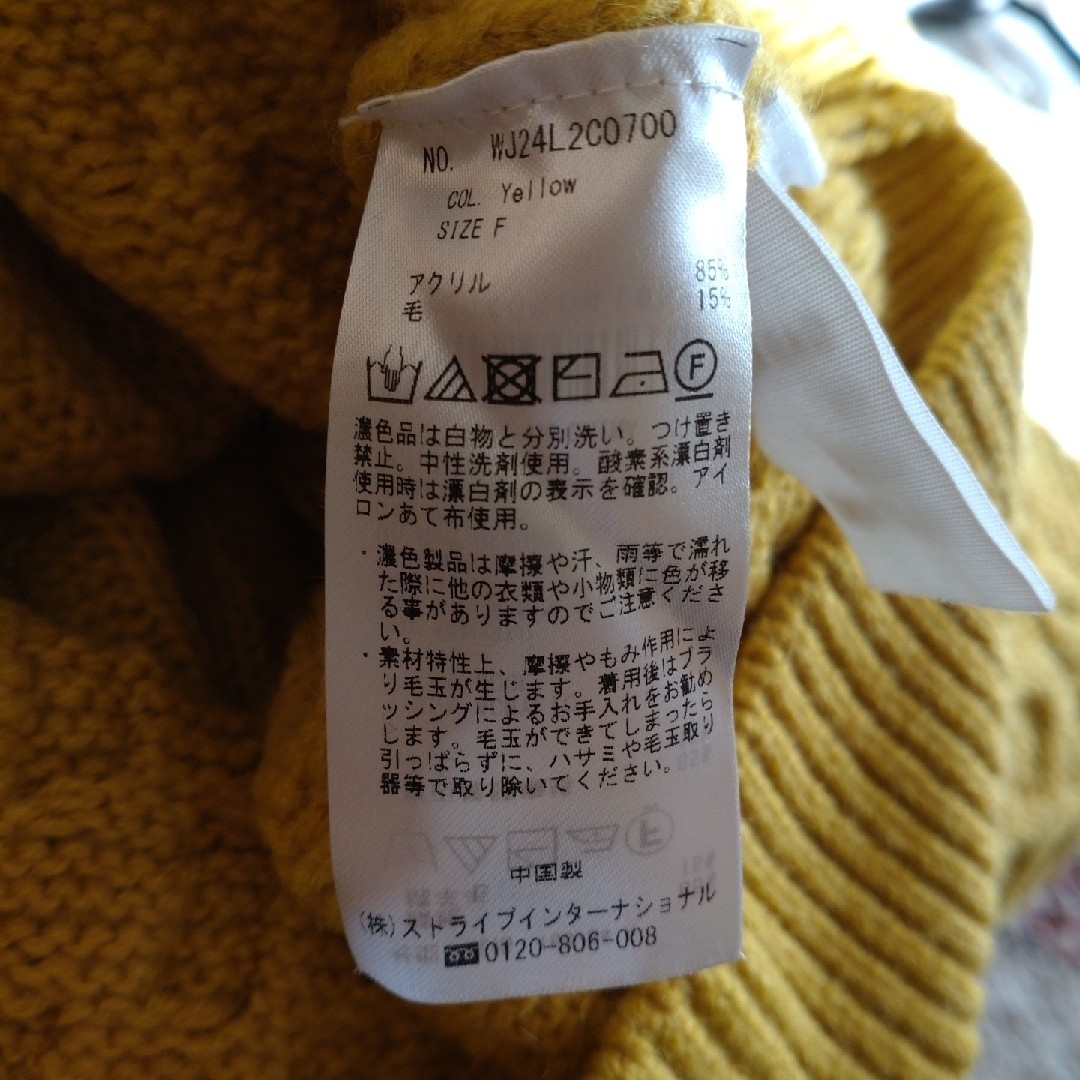 NO. WJ24L2C0700
COL. Yellow
SIZE F
アクリル 85%
毛 15%
F
濃色品は白物と分別洗い。つけ置き
禁止。中性洗剤使用。酸素系漂白剤
使用時は漂白剤の表示を確認。アイ
ロンあて布使用。
・濃色製品は摩擦や汗、雨等で濡れ
た際に他の衣類や小物類に色が移
る事がありますのでご注意くださ
い。
・素材特性上、摩擦やもみ作用によ
り毛玉が生じます。着用後はブラ
ッシングによるお手入れをお勧め
します。毛玉ができてしまったら
引っぱらずに、ハサミや毛玉取り
器等で取り除いてください。
中国製
(株)ストライプインターナショナル
0120-806-008